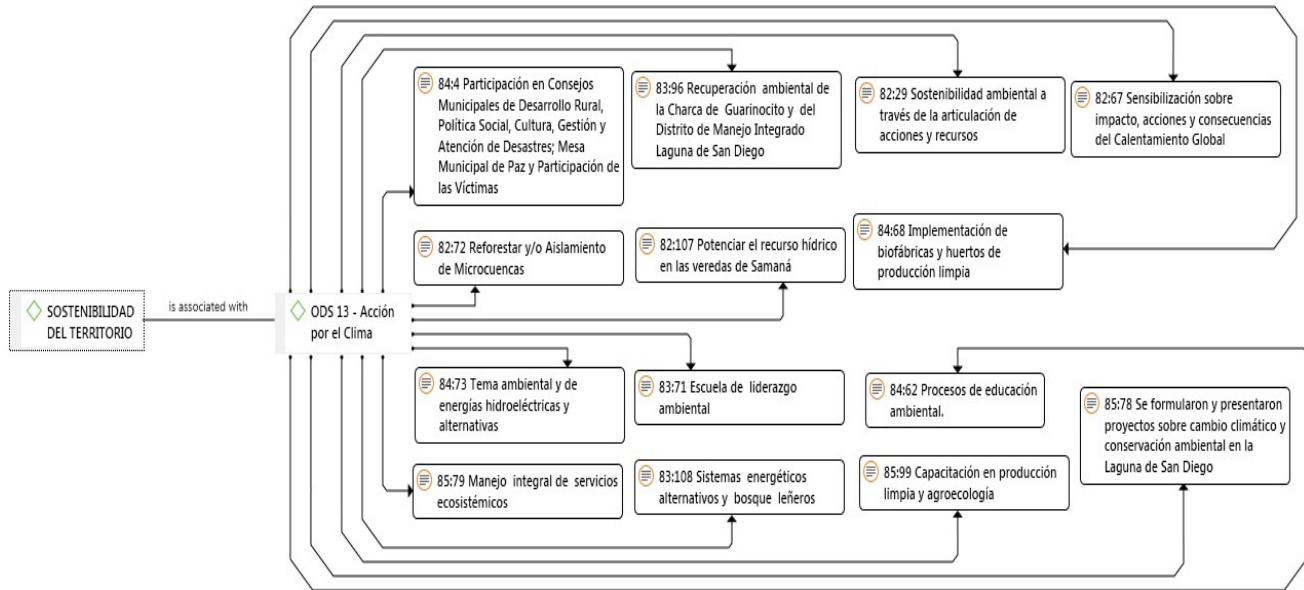 84:4 Participación en Consejos
Municipales de Desarrollo Rural,
Política Social, Cultura, Gestión y
Atención de Desastres; Mesa
Municipal de Paz y Participación de
las Víctimas
83:96 Recuperación ambiental de
la Charca de Guarinocito y del
Distrito de Manejo Integrado
Laguna de San Diego
82:29 Sostenibilidad ambiental a
través de la articulación de
acciones y recursos
82:67 Sensibilización sobre
impacto, acciones y consecuencias
del Calentamiento Global
82:72 Reforestar y/o Aislamiento
de Microcuencas
82:107 Potenciar el recurso hídrico
en las veredas de Samaná
84:68 Implementación de
biofábricas y huertos de
producción limpia
SOSTENIBILIDAD
DEL TERRITORIO
is associated with
ODS 13 - Acción
por el Clima
84:73 Tema ambiental y de
energías hidroeléctricas y
alternativas
83:71 Escuela de liderazgo
ambiental
84:62 Procesos de educación
ambiental.
85:78 Se formularon y presentaron
proyectos sobre cambio climático y
conservación ambiental en la
Laguna de San Diego
85:79 Manejo integral de servicios
ecosistémicos
83:108 Sistemas energéticos
alternativos y bosque leñeros
85:99 Capacitación en producción
limpia y agroecología